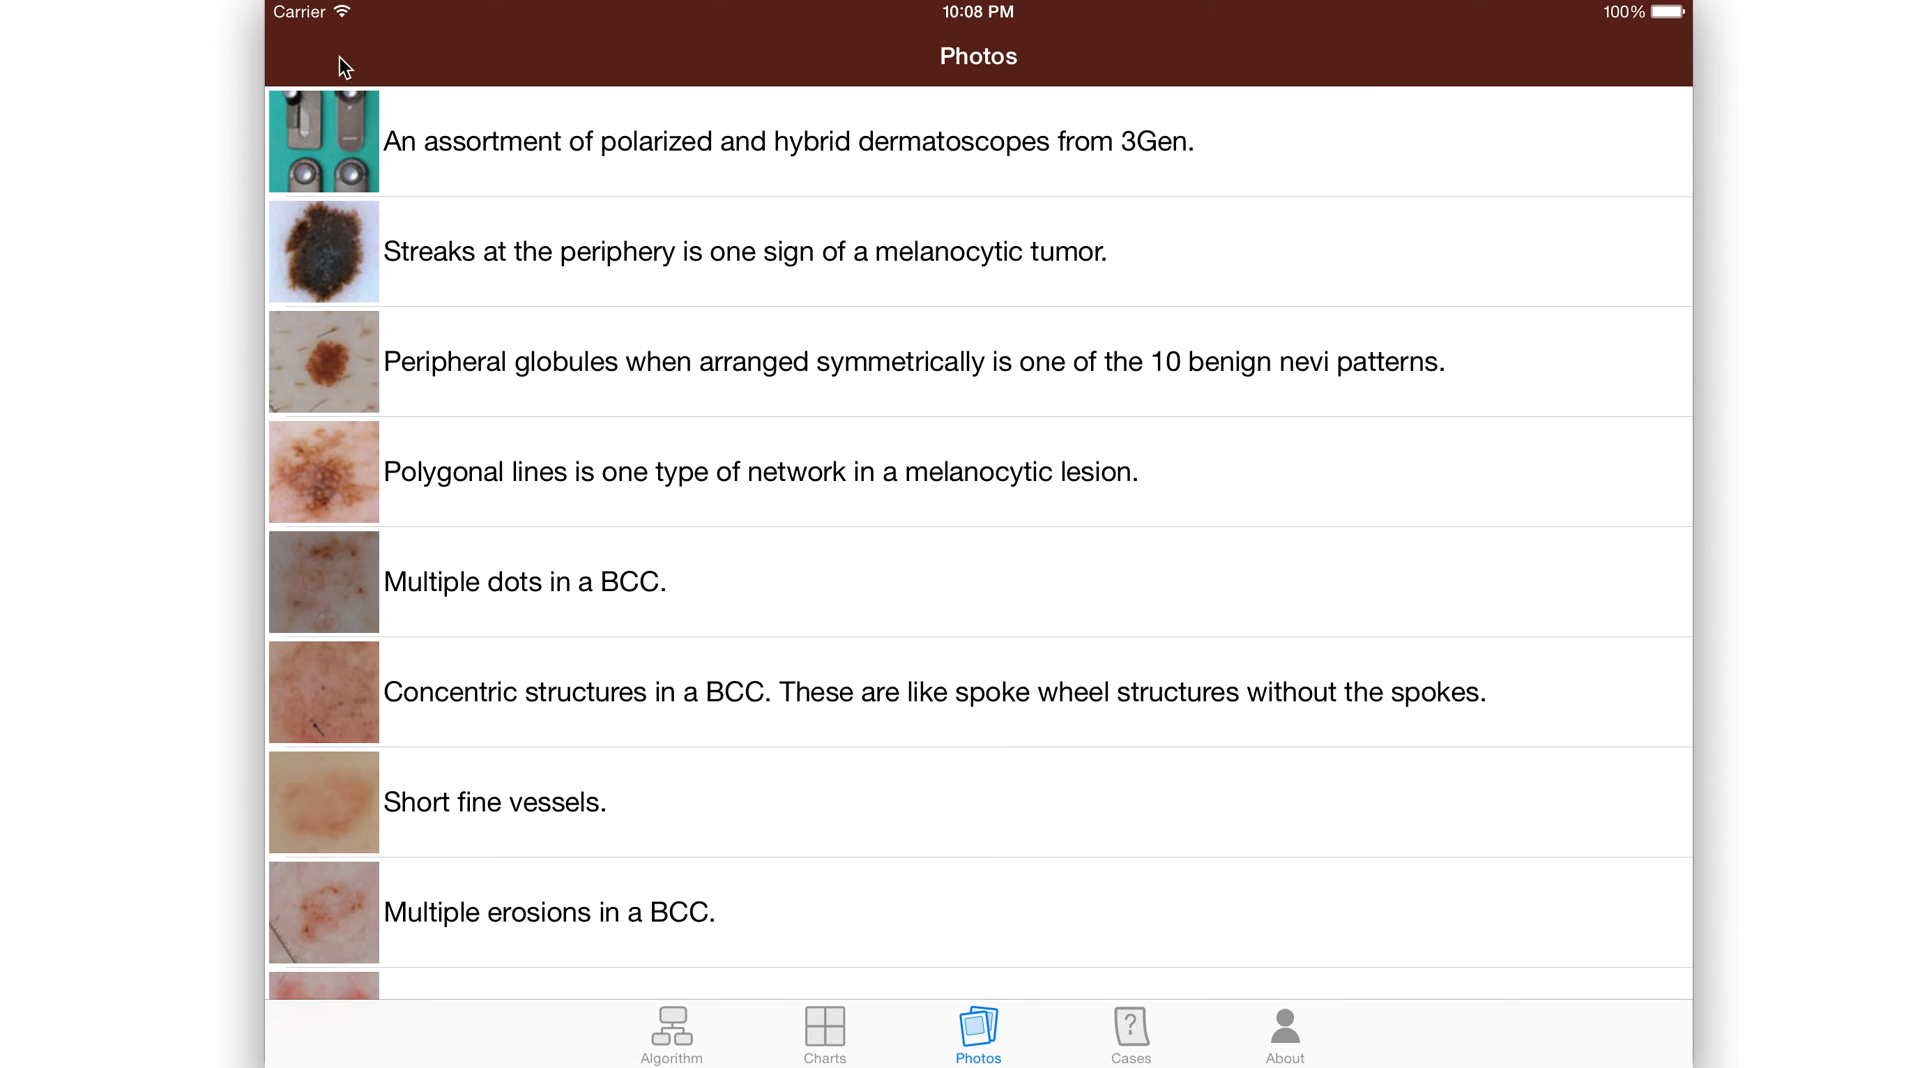 Carrier 10:08 PM 100%
Photos
An assortment of polarized and hybrid dermatoscopes from 3Gen.
Streaks at the periphery is one sign of a melanocytic tumor.
Peripheral globules when arranged symmetrically is one of the 10 benign nevi patterns.
Polygonal lines is one type of network in a melanocytic lesion.
Multiple dots in a BCC.
Concentric structures in a BCC. These are like spoke wheel structures without the spokes.
Short fine vessels.
Multiple erosions in a BCC.
?
Algorithm Charts Photos Cases About